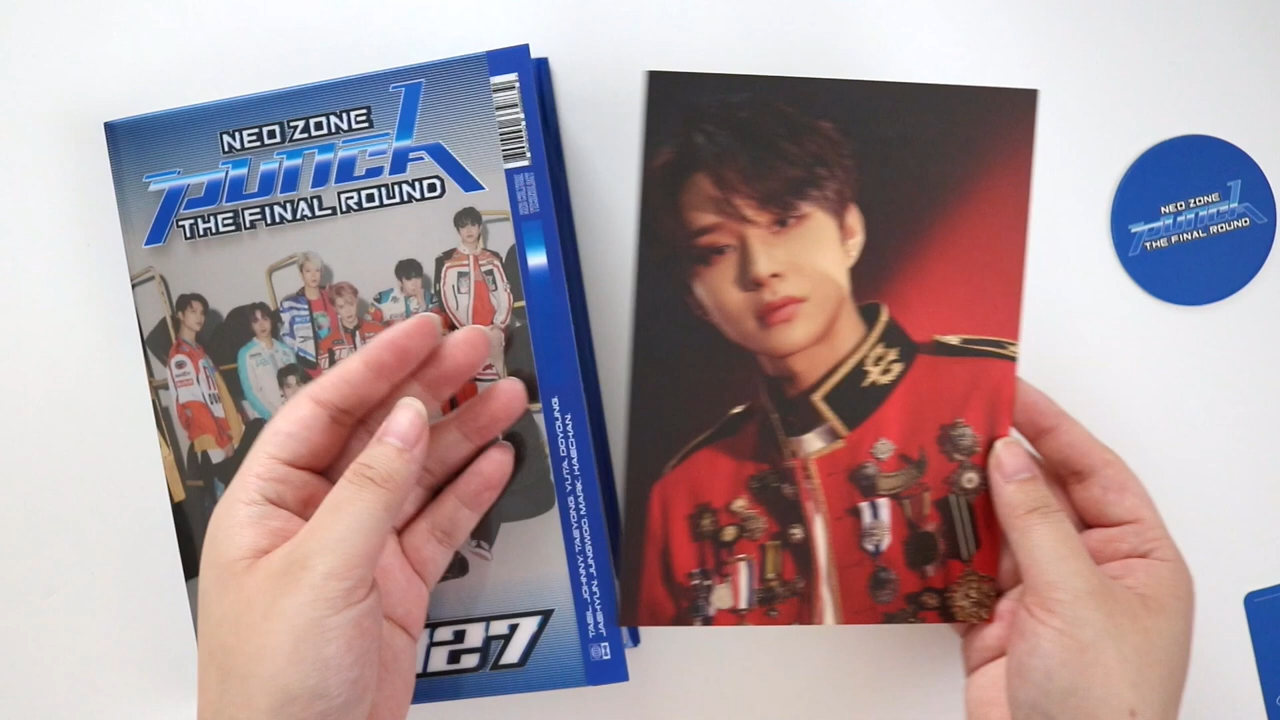 NEO ZONE
PUNCH
THE FINAL ROUND
127
TAEIL. JOHNNY. TAEYONG. YUTA. DOYOUNG.
JAEHYUN. JUNGWOO. MARK. HAECHAN.
NEO ZONE
PUNCH
THE FINAL ROUND